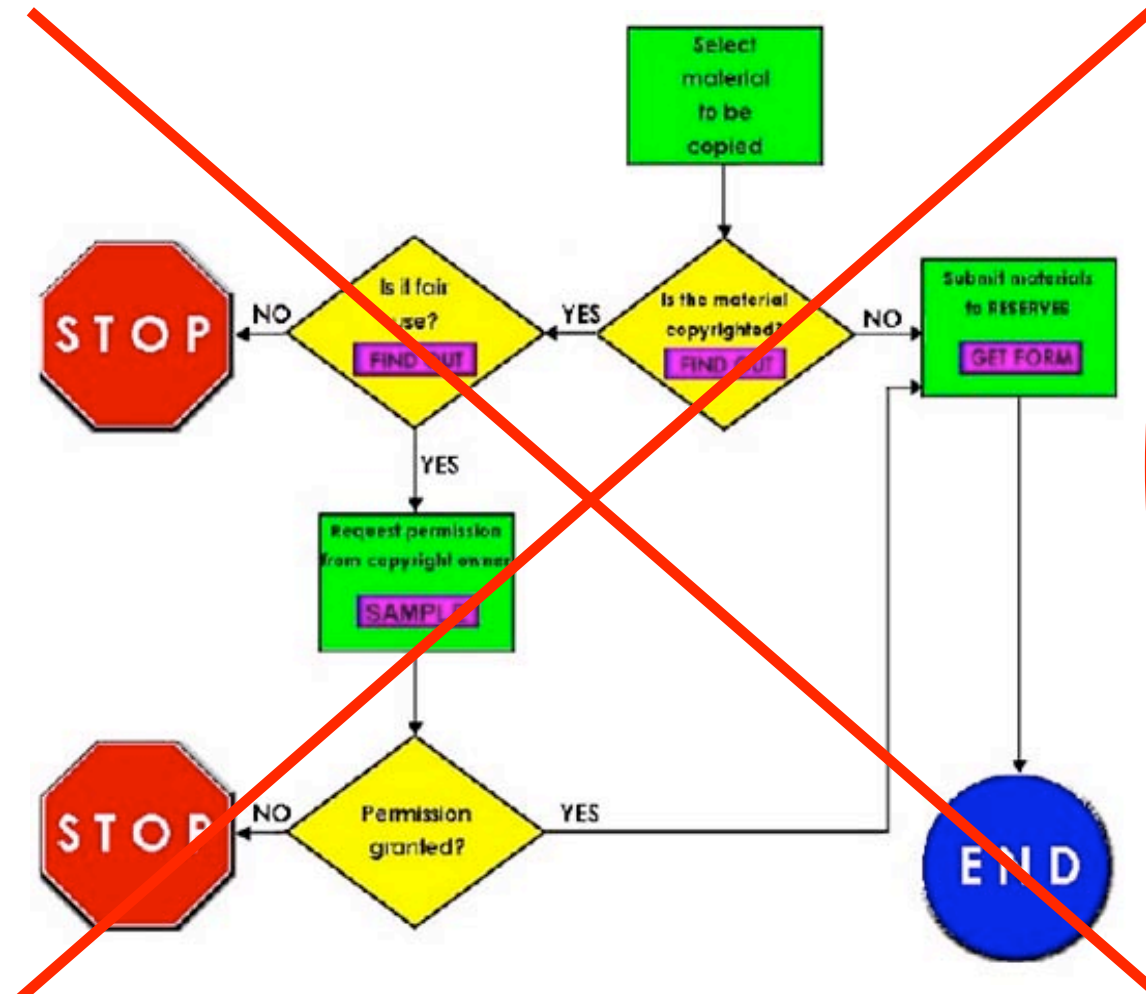 Select
material
to be
copied
Is the material
copyrighted?
FIND OUT
YES
NO
Is it fair
use?
FIND OUT
NO
STOP
Submit materials
to RESERVES
GET FORM
YES
Request permission
from copyright owner
SAMPLE
Permission
granted?
NO
STOP
YES
END